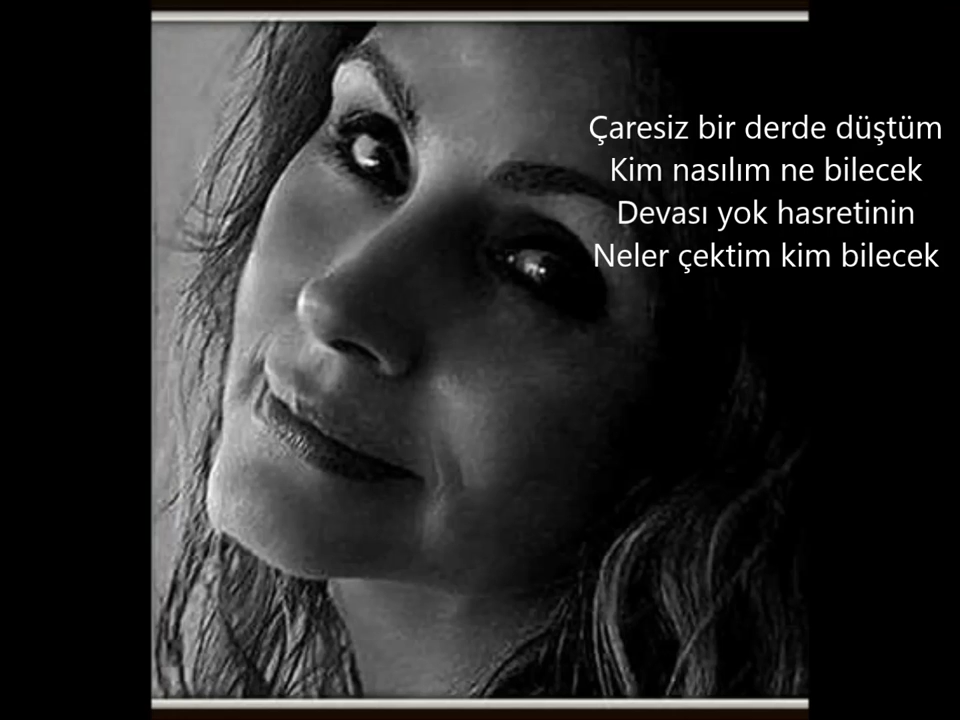 Çaresiz bir derde düştüm
Kim nasılım ne bilecek
Devası yok hasretinin
Neler çektim kim bilecek